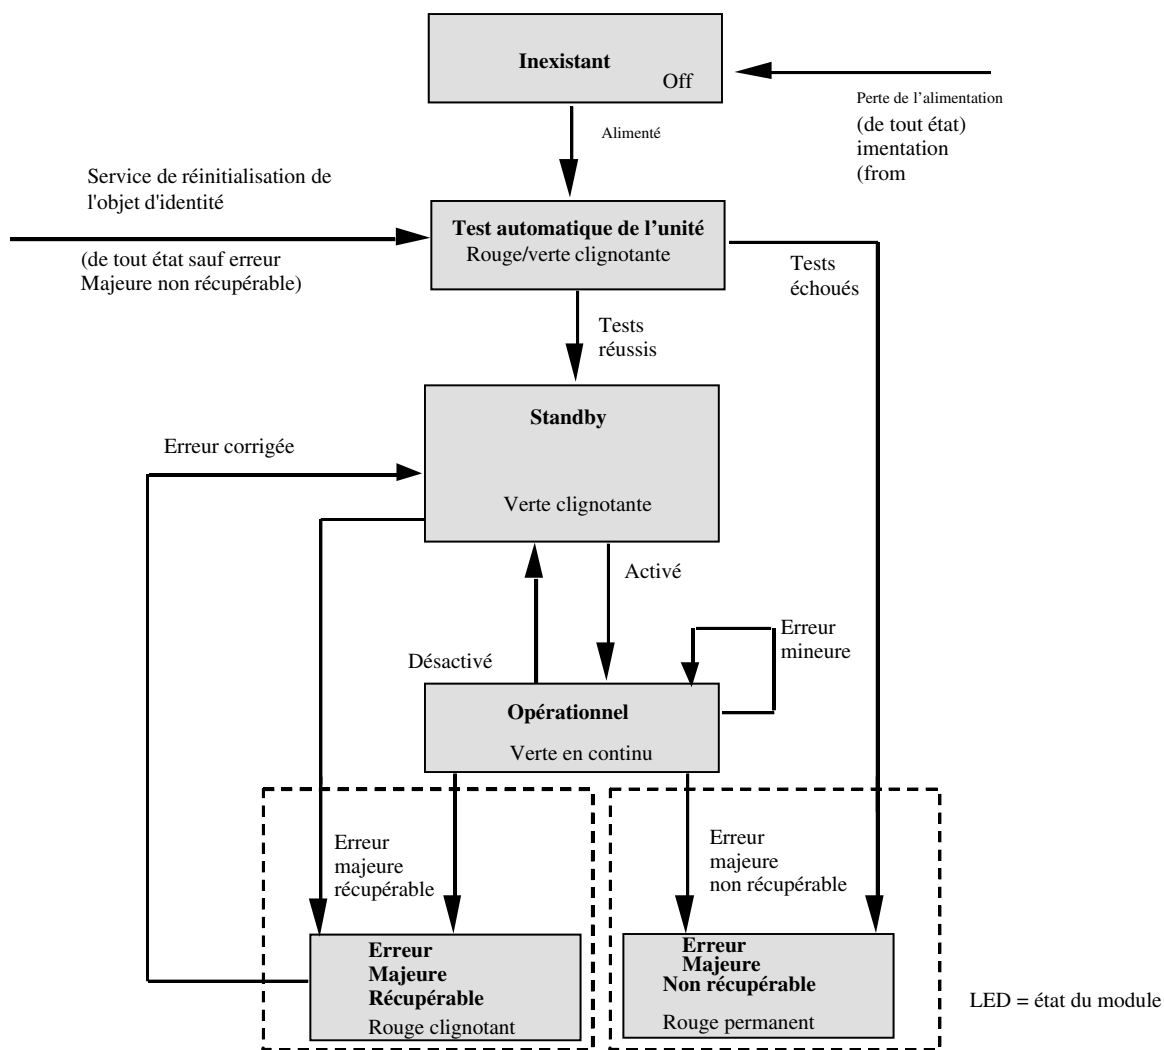 Inexistant
Off
Perte de l’alimentation
(de tout état)
imentation
(from
Alimenté
Service de réinitialisation de
l'objet d'identité
(de tout état sauf erreur
Majeure non récupérable)
Test automatique de l’unité
Rouge/verte clignotante
Tests
échoués
Tests
réussis
Standby
Verte clignotante
Erreur corrigée
Activé
Désactivé
Erreur
mineure
Opérationnel
Verte en continu
Erreur
majeure
récupérable
Erreur
majeure
non récupérable
Erreur
Majeure
Récupérable
Rouge clignotant
Erreur
Majeure
Non récupérable
Rouge permanent
LED = état du module